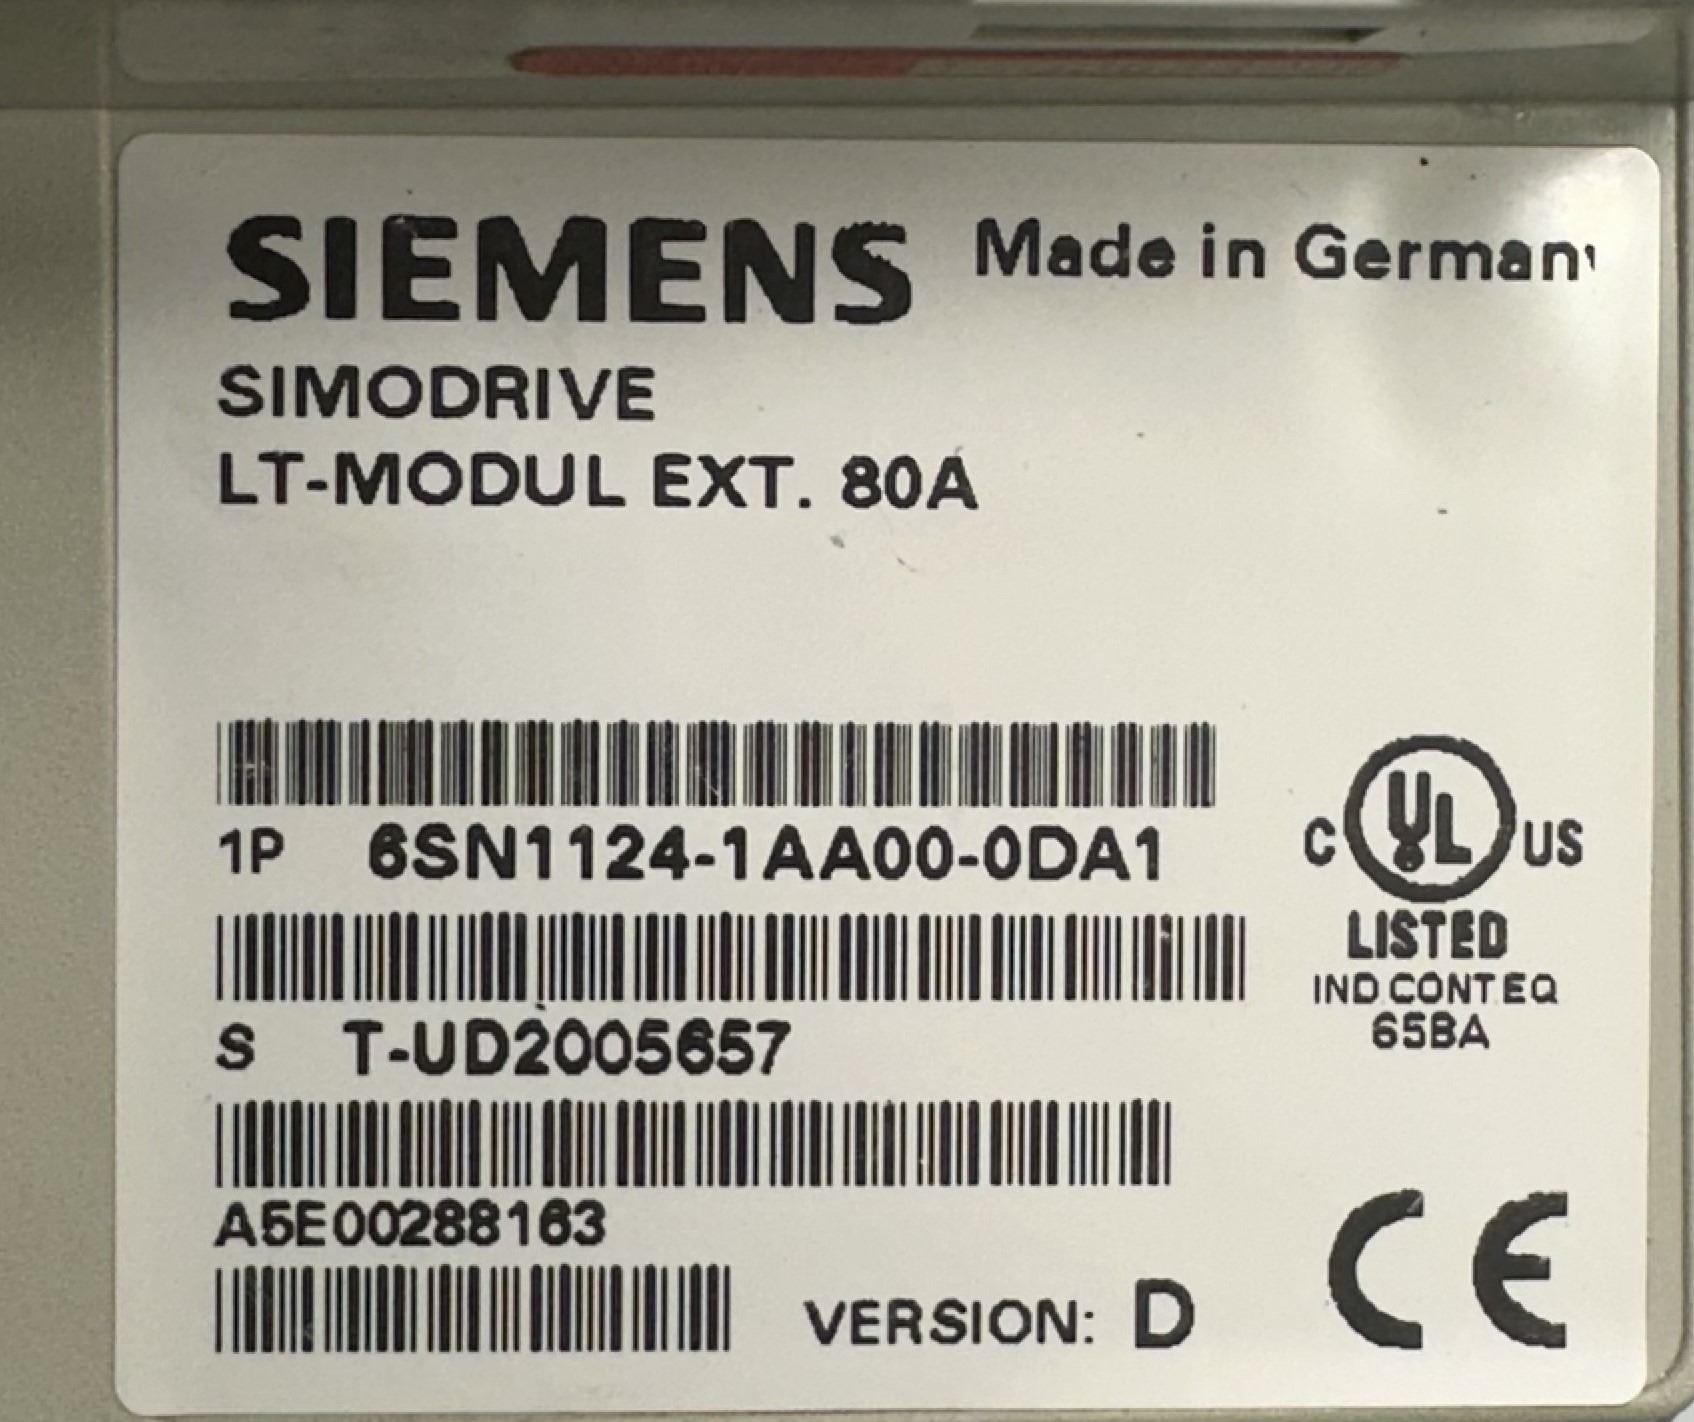 SIEMENS Made in German
SIMODRIVE
LT-MODUL EXT. 80A
1P 6SN1124-1AA00-0DA1
C UL US
LISTED
IND CONT EQ
65BA
S T-UD2005657
A5E00288163
VERSION: D
CE